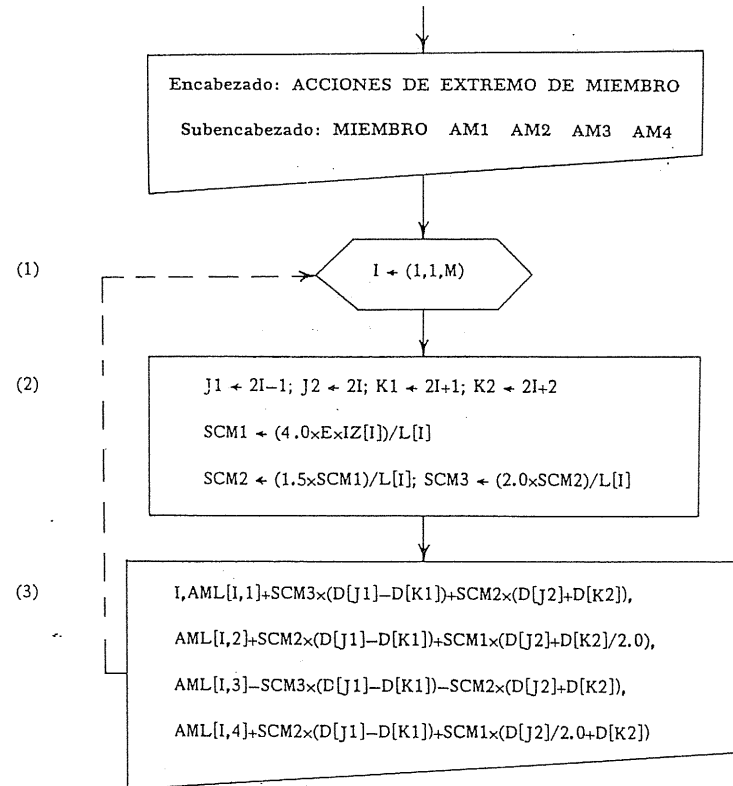 Encabezado: ACCIONES DE EXTREMO DE MIEMBRO
Subencabezado: MIEMBRO AM1 AM2 AM3 AM4
(1)
I ← (1,1,M)
(2)
J1 ← 2I−1; J2 ← 2I; K1 ← 2I+1; K2 ← 2I+2
SCM1 ← (4.0×E×IZ[I])/L[I]
SCM2 ← (1.5×SCM1)/L[I]; SCM3 ← (2.0×SCM2)/L[I]
(3)
I,AML[I,1]+SCM3×(D[J1]−D[K1])+SCM2×(D[J2]+D[K2]),
AML[I,2]+SCM2×(D[J1]−D[K1])+SCM1×(D[J2]+D[K2]/2.0),
AML[I,3]−SCM3×(D[J1]−D[K1])−SCM2×(D[J2]+D[K2]),
AML[I,4]+SCM2×(D[J1]−D[K1])+SCM1×(D[J2]/2.0+D[K2])